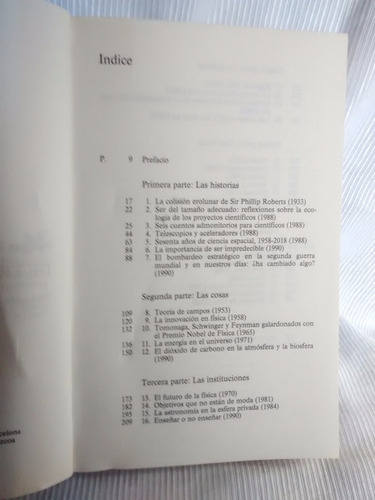 Indice
P. 9 Prefacio
Primera parte: Las historias
17 1. La colisión erolunar de Sir Phillip Roberts (1933)
22 2. Ser del tamaño adecuado: reflexiones sobre la eco-
logía de los proyectos científicos (1988)
25 3. Seis cuentos admonitorios para científicos (1988)
44 4. Telescopios y aceleradores (1988)
63 5. Sesenta años de ciencia espacial, 1958-2018 (1988)
84 6. La importancia de ser impredecible (1990)
88 7. El bombardeo estratégico en la segunda guerra
mundial y en nuestros días: ¿ha cambiado algo?
(1990)
Segunda parte: Las cosas
109 8. Teoría de campos (1953)
120 9. La innovación en física (1958)
132 10. Tomonaga, Schwinger y Feynman galardonados con
el Premio Nobel de Física (1965)
136 11. La energía en el universo (1971)
150 12. El dióxido de carbono en la atmósfera y la biosfera
(1990)
Tercera parte: Las instituciones
173 13. El futuro de la física (1970)
182 14. Objetivos que no están de moda (1981)
195 15. La astronomía en la esfera privada (1984)
209 16. Enseñar o no enseñar (1990)